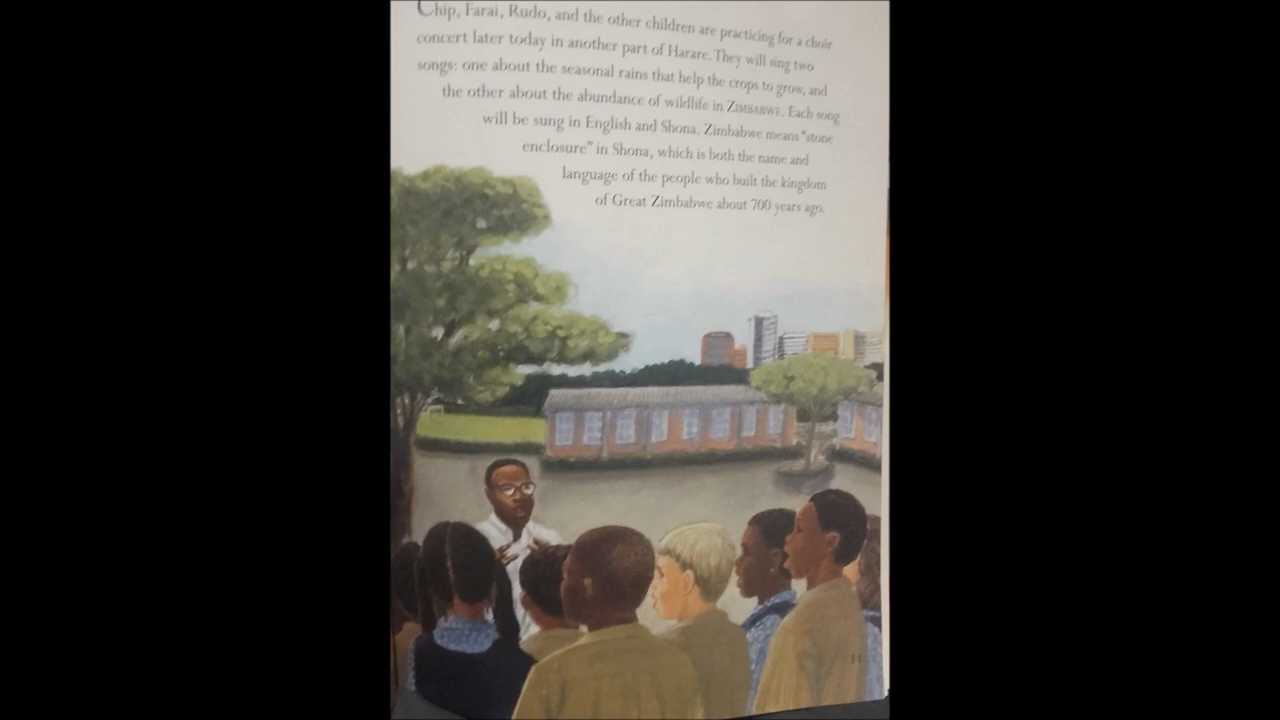 Chip, Farai, Rudo, and the other children are practicing for a choir
concert later today in another part of Harare. They will sing two
songs: one about the seasonal rains that help the crops to grow, and
the other about the abundance of wildlife in ZIMBABWE. Each song
will be sung in English and Shona. Zimbabwe means "stone
enclosure" in Shona, which is both the name and
language of the people who built the kingdom
of Great Zimbabwe about 700 years ago.
11